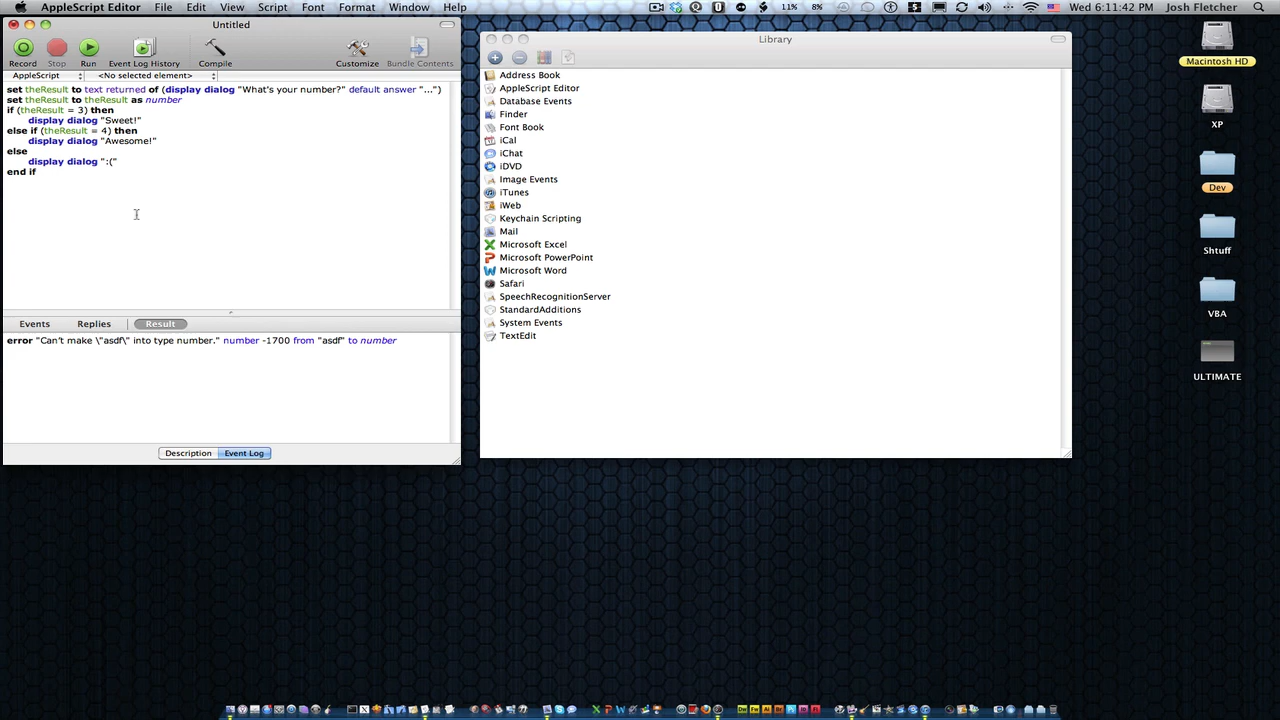 AppleScript Editor File Edit View Script Font Format Window Help
11% 8% Wed 6:11:42 PM Josh Fletcher
Untitled
Record Stop Run Event Log History Compile Customize Bundle Contents
AppleScript <No selected element>
set theResult to text returned of (display dialog "What's your number?" default answer "...")
set theResult to theResult as number
if (theResult = 3) then
display dialog "Sweet!"
else if (theResult = 4) then
display dialog "Awesome!"
else
display dialog ":("
end if
Events Replies Result
error "Can't make \"asdf\" into type number." number -1700 from "asdf" to number
Description Event Log
Library
Address Book
AppleScript Editor
Database Events
Finder
Font Book
iCal
iChat
iDVD
Image Events
iTunes
iWeb
Keychain Scripting
Mail
Microsoft Excel
Microsoft PowerPoint
Microsoft Word
Safari
SpeechRecognitionServer
StandardAdditions
System Events
TextEdit
Macintosh HD
XP
Dev
Shtuff
VBA
ULTIMATE